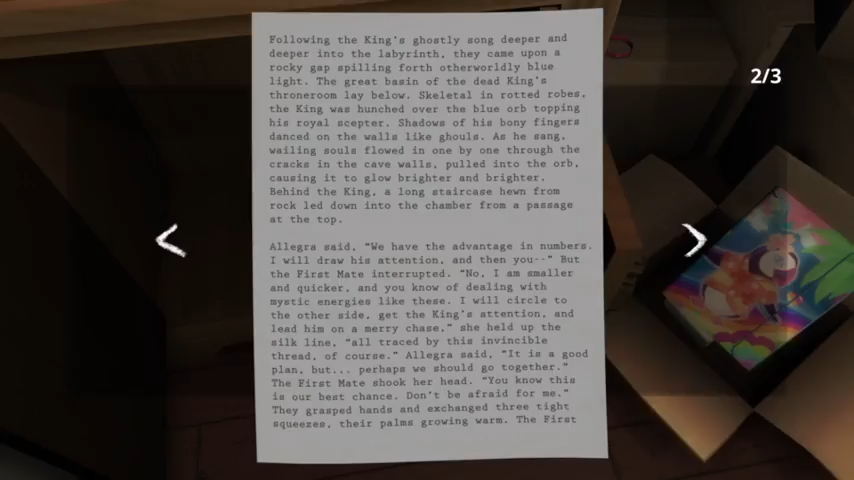 Following the King's ghostly song deeper and
deeper into the labyrinth, they came upon a
rocky gap spilling forth otherworldly blue
light. The great basin of the dead King's
throneroom lay below. Skeletal in rotted robes,
the King was hunched over the blue orb topping
his royal scepter. Shadows of his bony fingers
danced on the walls like ghouls. As he sang,
wailing souls flowed in one by one through the
cracks in the cave walls, pulled into the orb,
causing it to glow brighter and brighter.
Behind the King, a long staircase hewn from
rock led down into the chamber from a passage
at the top.
Allegra said, “We have the advantage in numbers.
I will draw his attention, and then you--” But
the First Mate interrupted. “No, I am smaller
and quicker, and you know of dealing with
mystic energies like these. I will circle to
the other side, get the King's attention, and
lead him on a merry chase,” she held up the
silk line, “all traced by this invincible
thread, of course.” Allegra said, “It is a good
plan, but... perhaps we should go together.”
The First Mate shook her head. “You know this
is our best chance. Don't be afraid for me.”
They grasped hands and exchanged three tight
squeezes, their palms growing warm. The First
2/3